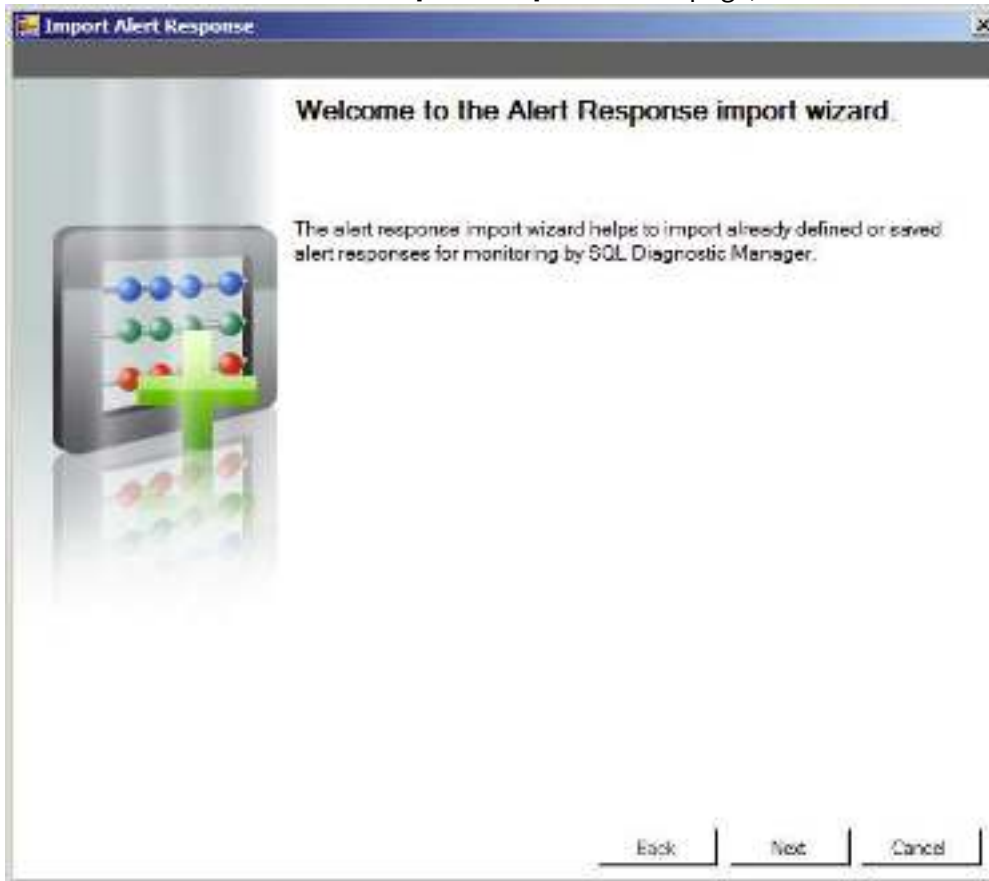 Import Alert Response
Welcome to the Alert Response import wizard.
The alert response import wizard helps to import already defined or saved
alert responses for monitoring by SQL Diagnostic Manager.
Back Next Cancel